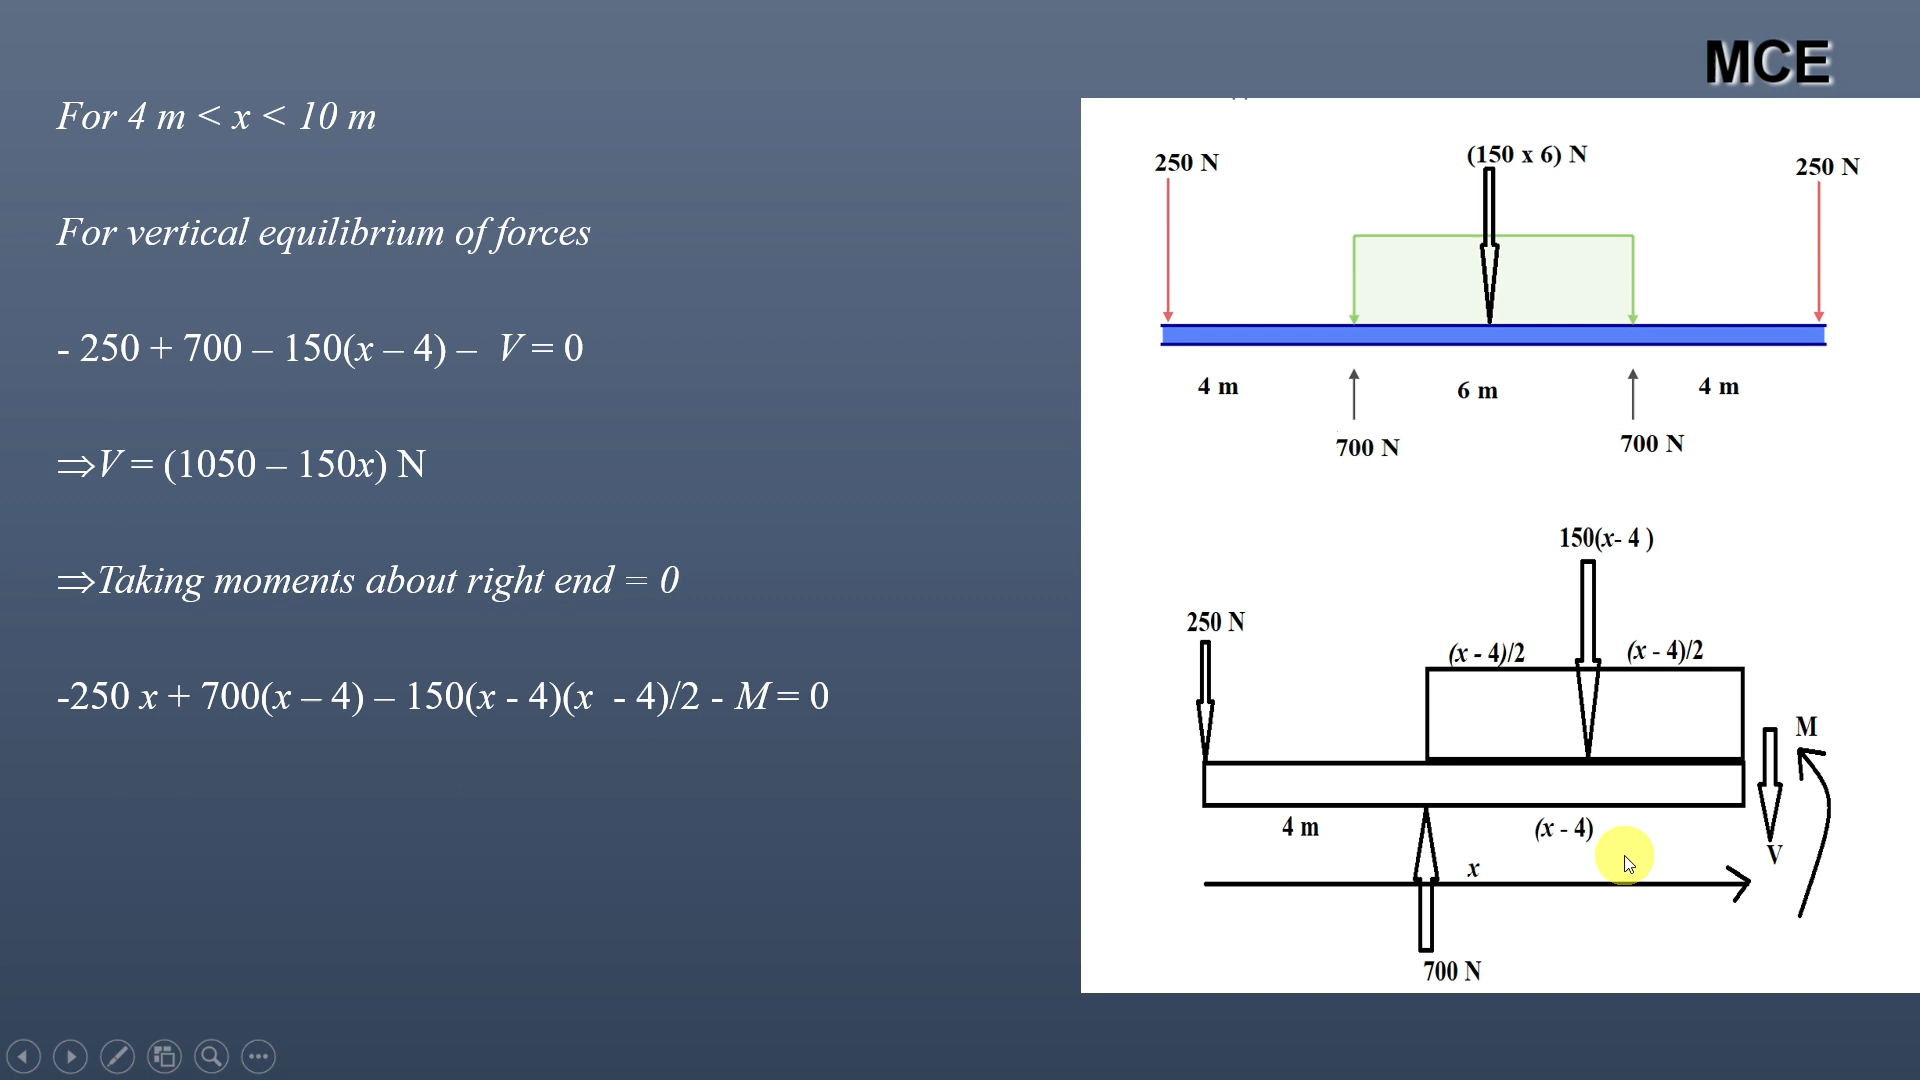 MCE
For 4 m < x < 10 m
For vertical equilibrium of forces
- 250 + 700 – 150(x – 4) – V = 0
⇒V = (1050 – 150x) N
⇒Taking moments about right end = 0
-250 x + 700(x – 4) – 150(x - 4)(x - 4)/2 - M = 0
250 N
(150 x 6) N
250 N
4 m
6 m
4 m
700 N
700 N
150(x- 4 )
250 N
(x - 4)/2
(x - 4)/2
M
4 m
(x - 4)
V
x
700 N